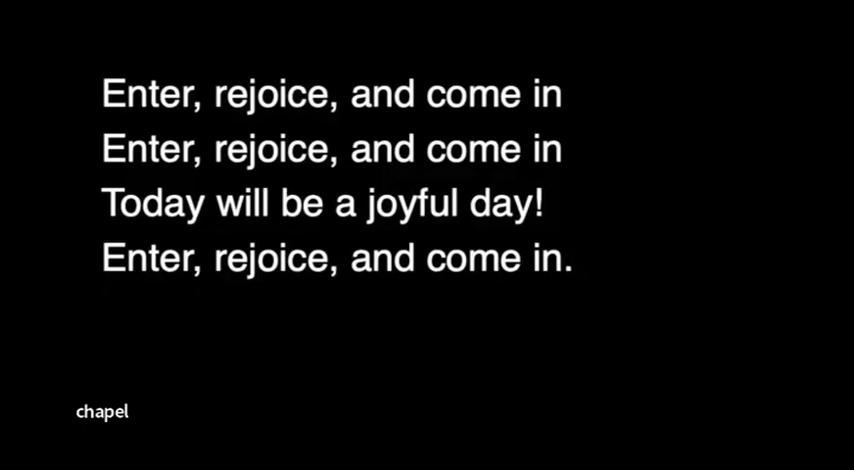 Enter, rejoice, and come in
Enter, rejoice, and come in
Today will be a joyful day!
Enter, rejoice, and come in.
chapel